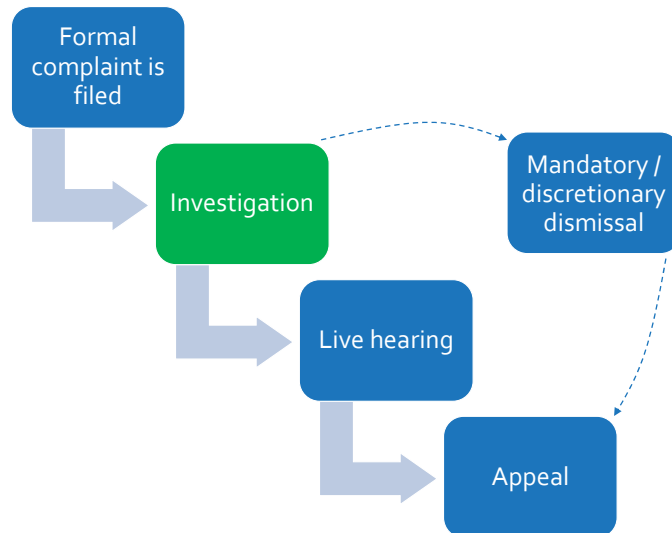 Formal
complaint is
filed
Investigation
Mandatory /
discretionary
dismissal
Live hearing
Appeal